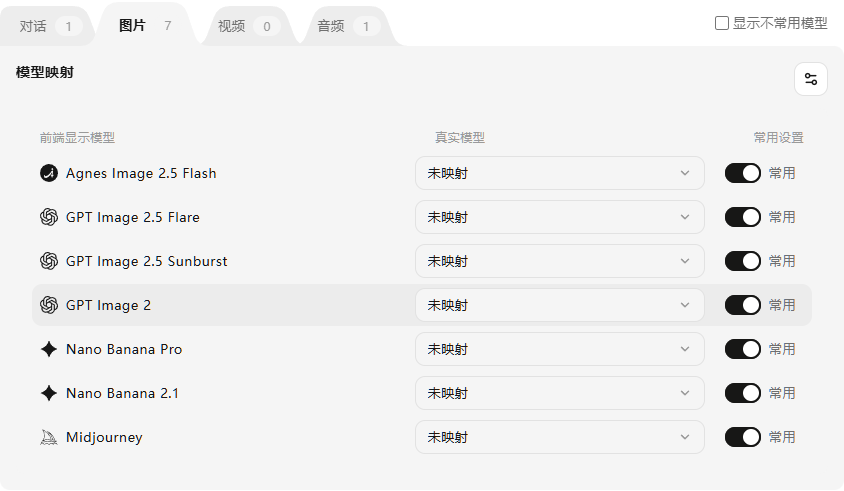 对话 1 图片 7 视频 0 音频 1 显示不常用模型
模型映射
前端显示模型 真实模型 常用设置
Agnes Image 2.5 Flash 未映射 常用
GPT Image 2.5 Flare 未映射 常用
GPT Image 2.5 Sunburst 未映射 常用
GPT Image 2 未映射 常用
Nano Banana Pro 未映射 常用
Nano Banana 2.1 未映射 常用
Midjourney 未映射 常用